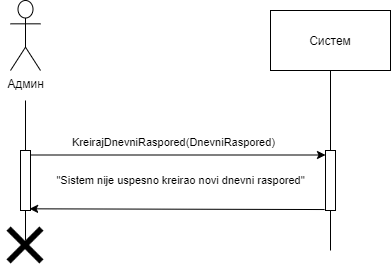 Систем
Админ
KreirajDnevniRaspored(DnevniRaspored)
"Sistem nije uspesno kreirao novi dnevni raspored"